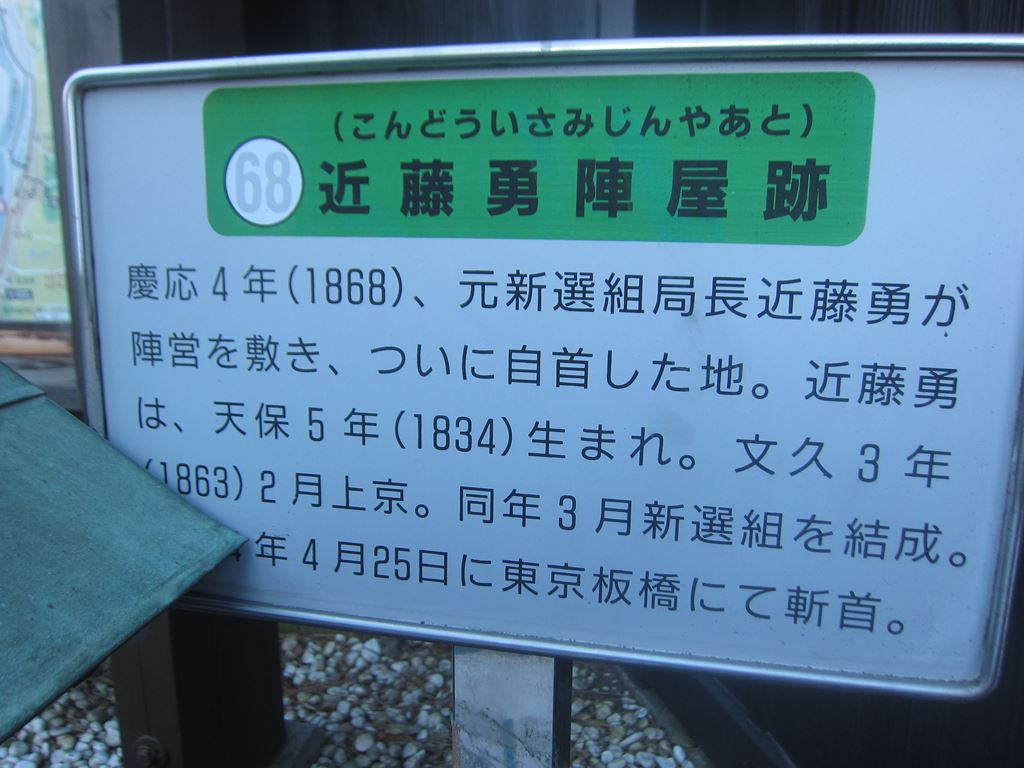 (こんどういさみじんやあと)
68 近藤勇陣屋跡
慶応4年(1868)、元新選組局長近藤勇が
陣営を敷き、ついに自首した地。近藤勇
は、天保5年(1834)生まれ。文久3年
(1863)2月上京。同年3月新選組を結成。
年4月25日に東京板橋にて斬首。